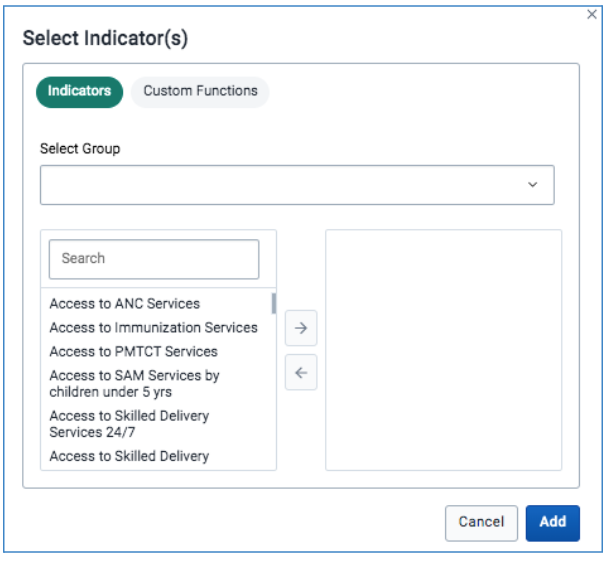 Select Indicator(s)
Indicators
Custom Functions
Select Group
Search
Access to ANC Services
Access to Immunization Services
Access to PMTCT Services
Access to SAM Services by
children under 5 yrs
Access to Skilled Delivery
Services 24/7
Access to Skilled Delivery
Cancel
Add